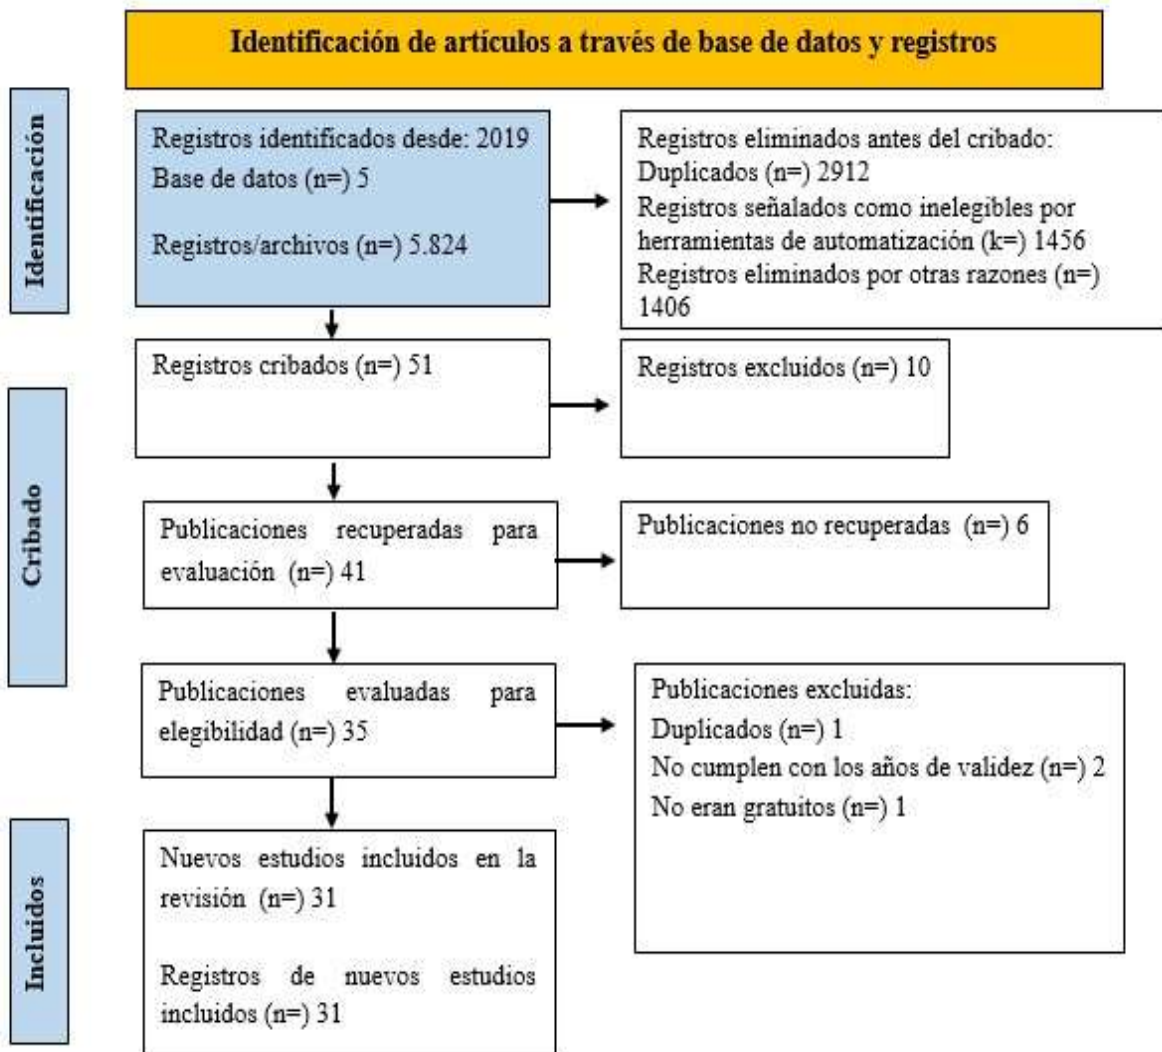 Identificación de artículos a través de base de datos y registros
Identificación
Registros identificados desde: 2019
Base de datos (n=) 5
Registros/archivos (n=) 5.824
Registros eliminados antes del cribado:
Duplicados (n=) 2912
Registros señalados como inelegibles por
herramientas de automatización (k=) 1456
Registros eliminados por otras razones (n=)
1406
Cribado
Registros cribados (n=) 51
Registros excluidos (n=) 10
Publicaciones recuperadas para
evaluación (n=) 41
Publicaciones no recuperadas (n=) 6
Publicaciones evaluadas para
elegibilidad (n=) 35
Publicaciones excluidas:
Duplicados (n=) 1
No cumplen con los años de validez (n=) 2
No eran gratuitos (n=) 1
Incluidos
Nuevos estudios incluidos en la
revisión (n=) 31
Registros de nuevos estudios
incluidos (n=) 31